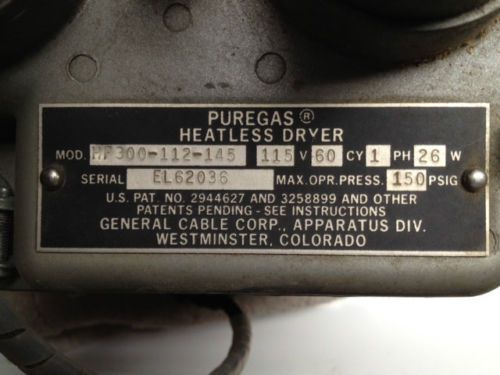 PUREGAS ®
HEATLESS DRYER
MOD. HF300-112-145 115 V 60 CY 1 PH 26 W
SERIAL EL62036 MAX. OPR. PRESS. 150 PSIG
U.S. PAT. NO. 2944627 AND 3258899 AND OTHER
PATENTS PENDING - SEE INSTRUCTIONS
GENERAL CABLE CORP., APPARATUS DIV.
WESTMINSTER, COLORADO